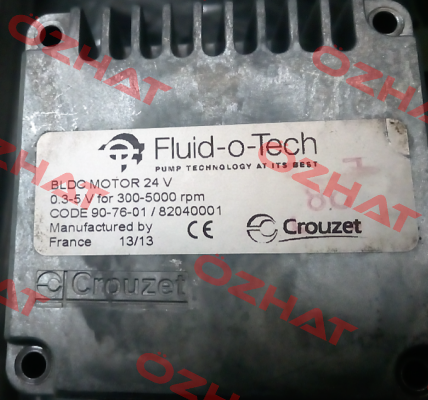 OZHAT
OZHAT
OZHAT
Fluid-o-Tech
PUMP TECHNOLOGY AT ITS BEST
BLDC MOTOR 24 V
0.3-5 V for 300-5000 rpm
CODE 90-76-01 / 82040001
Manufactured by
France 13/13
CE
Crouzet
Crouzet
OZHAT
OZHAT
OZHAT